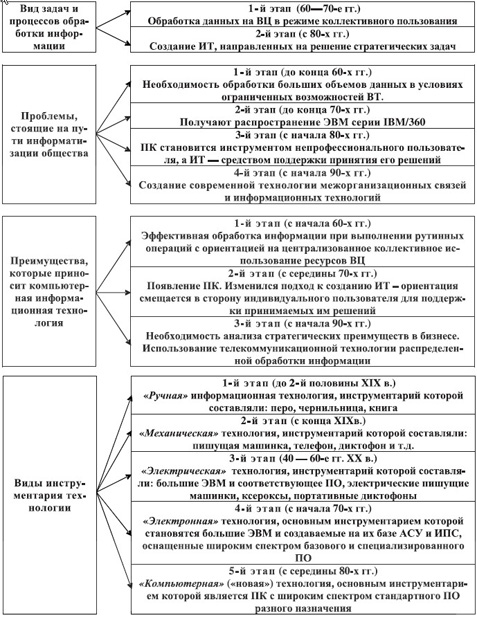 Вид задач и
процессов обра-
ботки инфор-
мации
1-й этап (60—70-е гг.)
Обработка данных на ВЦ в режиме коллективного пользования
2-й этап (с 80-х гг.)
Создание ИТ, направленных на решение стратегических задач
Проблемы,
стоящие на пу-
ти информати-
зации общества
1-й этап (до конца 60-х гг.)
Необходимость обработки больших объемов данных в условиях
ограниченных возможностей ВТ.
2-й этап (до конца 70-х гг.)
Получают распространение ЭВМ серии IBM/360
3-й этап (с начала 80-х гг.)
ПК становится инструментом непрофессионального пользовате-
ля, а ИТ — средством поддержки принятия его решений
4-й этап (с начала 90-х гг.)
Создание современной технологии межорганизационных связей
и информационных технологий
Преимущества,
которые прино-
сит компьютер-
ная информа-
ционная техно-
логия
1-й этап (с начала 60-х гг.)
Эффективная обработка информации при выполнении рутинных
операций с ориентацией на централизованное коллективное ис-
пользование ресурсов ВЦ
2-й этап (с середины 70-х гг.)
Появление ПК. Изменился подход к созданию ИТ — ориентация
смещается в сторону индивидуального пользователя для поддерж-
ки принимаемых им решений
3-й этап (с начала 90-х гг.)
Необходимость анализа стратегических преимуществ в бизнесе.
Использование телекоммуникационной технологии распределен-
ной обработки информации
Виды инстру-
ментария тех-
нологии
1-й этап (до 2-й половины XIX в.)
«Ручная» информационная технология, инструментарий которой
составляли: перо, чернильница, книга
2-й этап (с конца XIXв.)
«Механическая» технология, инструментарий которой составляли:
пишущая машинка, телефон, диктофон и т.д.
3-й этап (40 — 60-е гг. XX в.)
«Электрическая» технология, инструментарий которой составля-
ли: большие ЭВМ и соответствующее ПО, электрические пишущие
машинки, ксероксы, портативные диктофоны
4-й этап (с начала 70-х гг.)
«Электронная» технология, основным инструментарием которой
становятся большие ЭВМ и создаваемые на их базе АСУ и ИПС,
оснащенные широким спектром базового и специализированного
ПО
5-й этап (с середины 80-х гг.)
«Компьютерная» («новая») технология, основным инструментари-
ем которой является ПК с широким спектром стандартного ПО
разного назначения